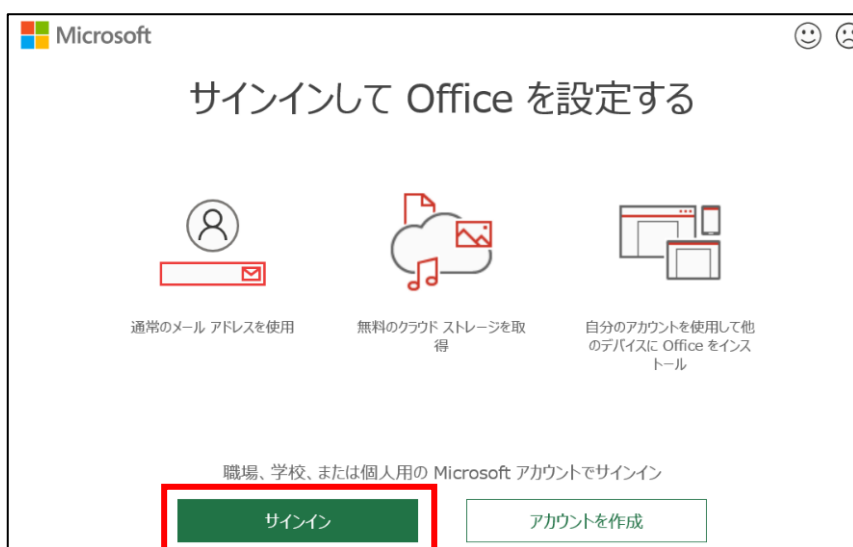 Microsoft
サインインして Office を設定する
通常のメール アドレスを使用
無料のクラウド ストレージを取
得
自分のアカウントを使用して他
のデバイスに Office をインス
トール
職場、学校、または個人用の Microsoft アカウントでサインイン
サインイン
アカウントを作成